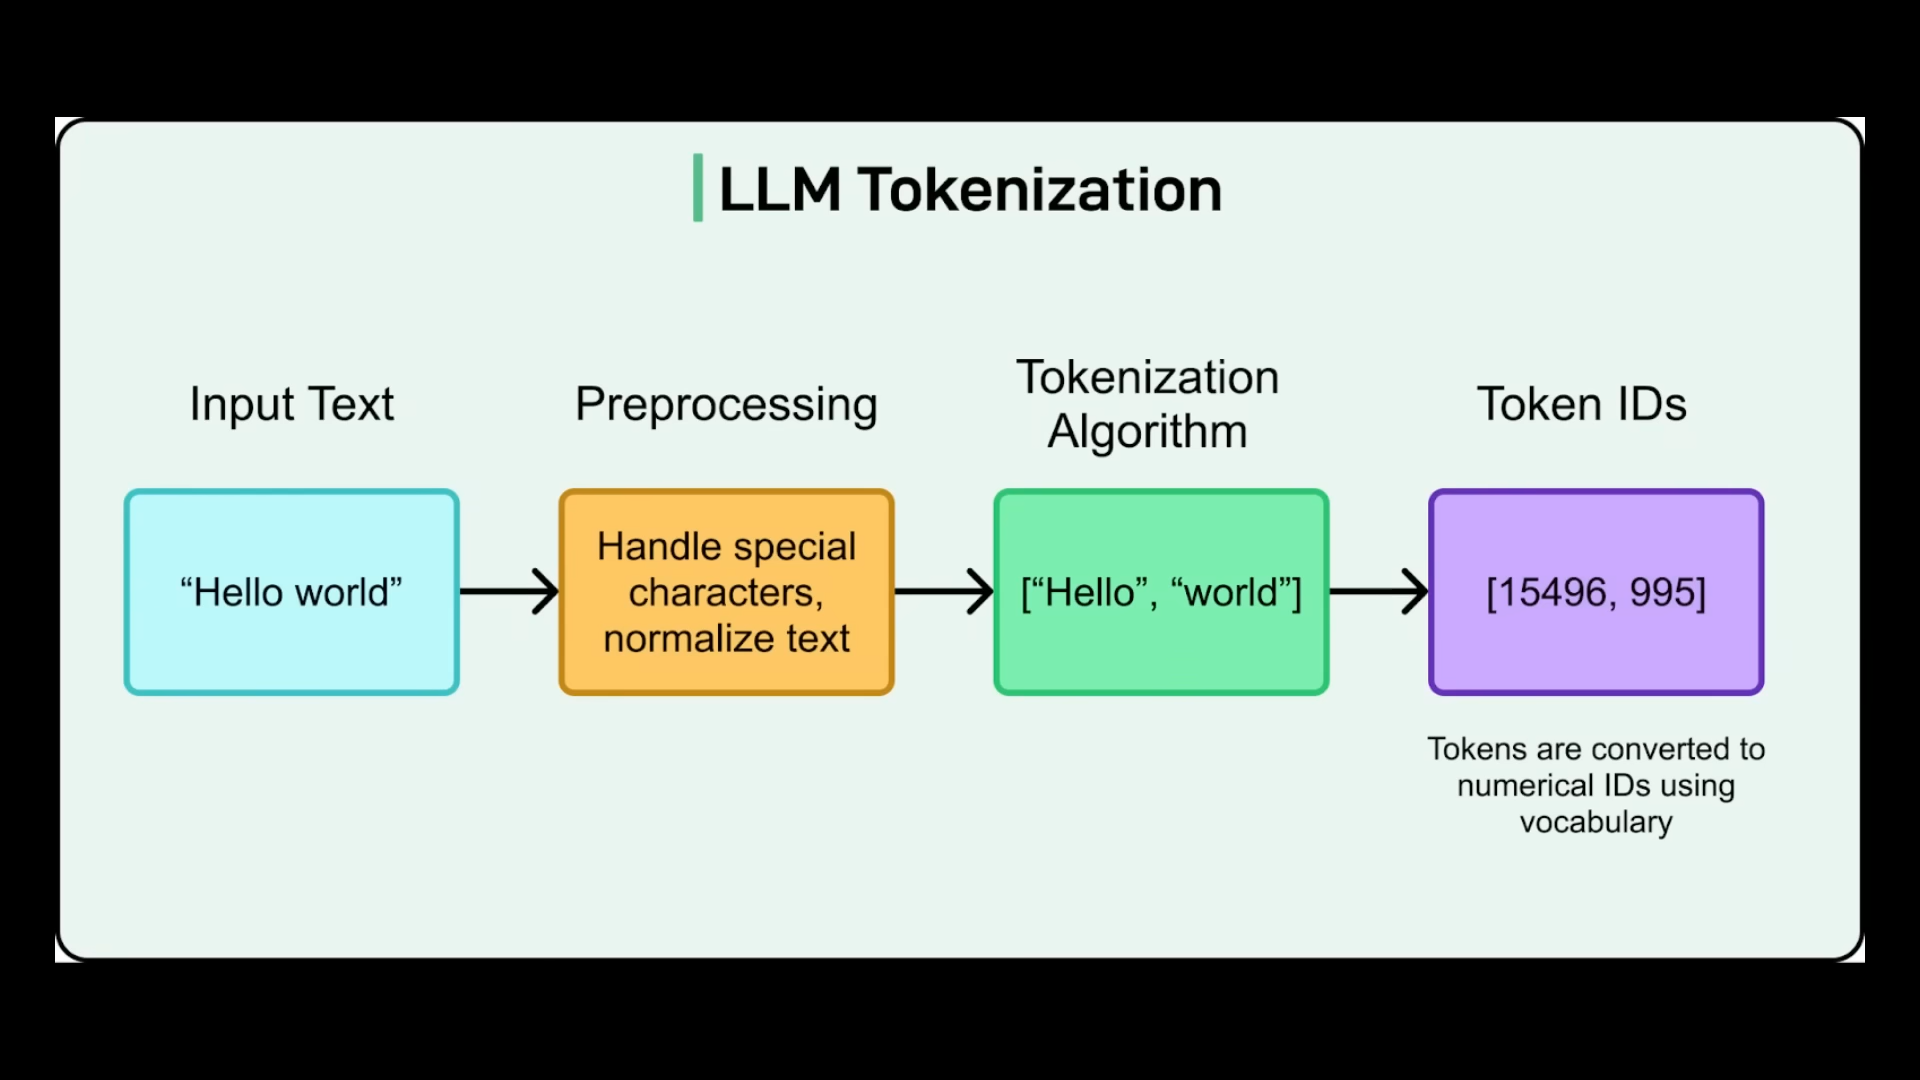 LLM Tokenization
Input Text
Preprocessing
Tokenization
Algorithm
Token IDs
“Hello world”
Handle special
characters,
normalize text
[“Hello”, “world”]
[15496, 995]
Tokens are converted to
numerical IDs using
vocabulary